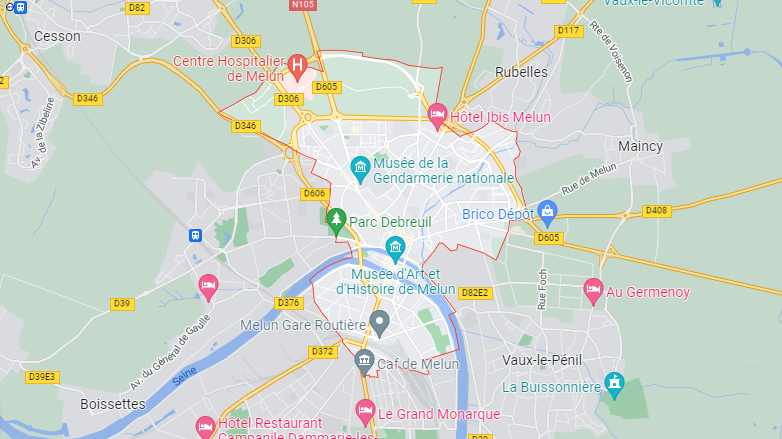 N105
Vaux-le-Vicomte
D82
Cesson
D306
D117
Rte de Voisenon
Centre Hospitalier
de Melun
Rubelles
D605
D306
D346
Av. de la Zibeline
D346
Hôtel Ibis Melun
Maincy
Musée de la
Gendarmerie nationale
Rue de Melun
D606
Parc Debreuil
Brico Dépôt
D408
D605
Musée d'Art et
d'Histoire de Melun
Rue Foch
D82E2
Au Germenoy
D39
D376
Melun Gare Routière
Av. du Général de Gaulle
D372
Caf de Melun
Vaux-le-Pénil
D39E3
Seine
La Buissonnière
Boissettes
Le Grand Monarque
Hôtel Restaurant
Campanile Dammarie-les-